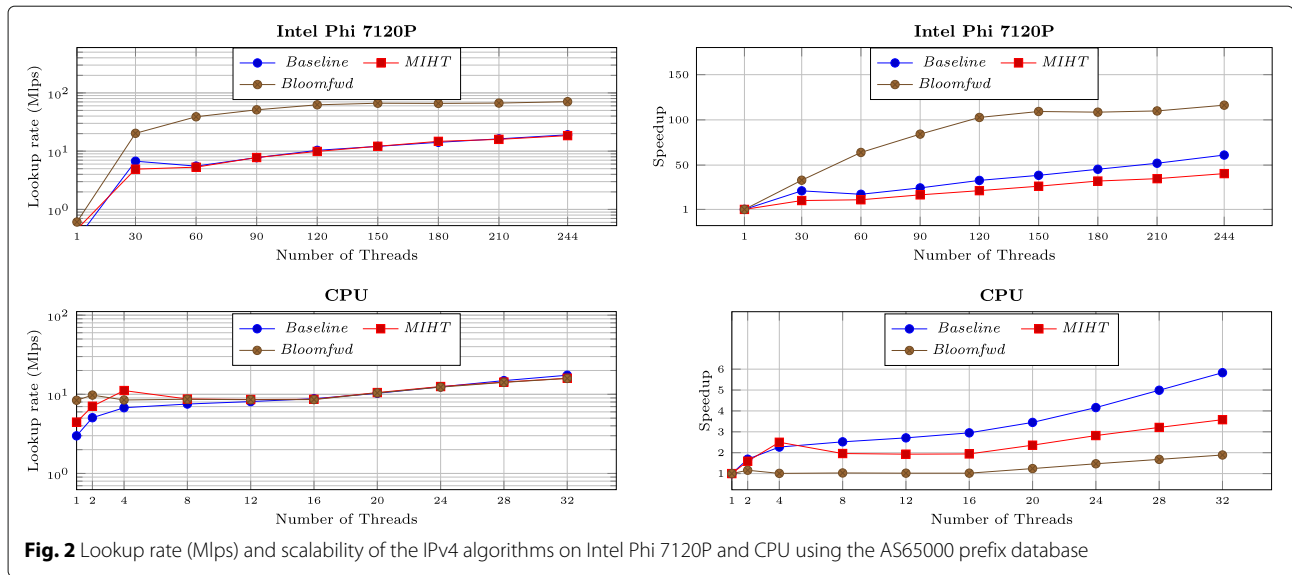 Intel Phi 7120P
Baseline MIHT
Bloomfwd
Lookup rate (Mlps)
10^2
10^1
10^0
1 30 60 90 120 150 180 210 244
Number of Threads
Intel Phi 7120P
Baseline MIHT
Bloomfwd
Speedup
150
100
50
1
1 30 60 90 120 150 180 210 244
Number of Threads
CPU
Baseline MIHT
Bloomfwd
Lookup rate (Mlps)
10^2
10^1
10^0
1 2 4 8 12 16 20 24 28 32
Number of Threads
CPU
Baseline MIHT
Bloomfwd
Speedup
6
5
4
3
2
1
1 2 4 8 12 16 20 24 28 32
Number of Threads
Fig. 2 Lookup rate (Mlps) and scalability of the IPv4 algorithms on Intel Phi 7120P and CPU using the AS65000 prefix database